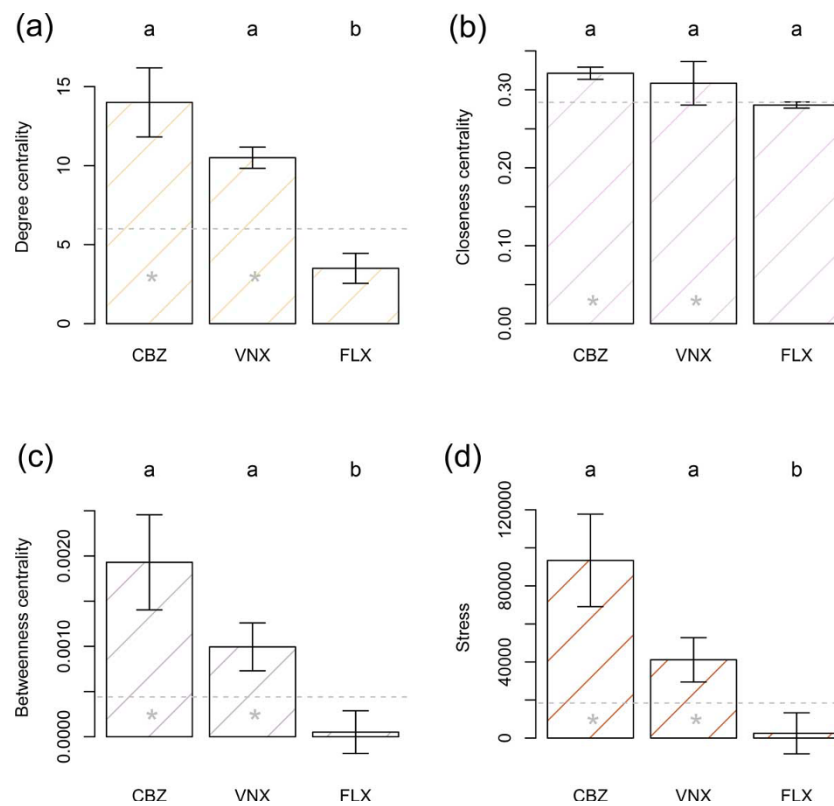 (a)
a a b
Degree centrality
15
10
5
0
*
*
CBZ VNX FLX
(b)
a a a
Closeness centrality
0.30
0.20
0.10
0.00
*
*
CBZ VNX FLX
(c)
a a b
Betweenness centrality
0.0020
0.0010
0.0000
*
*
CBZ VNX FLX
(d)
a a b
Stress
120000
80000
40000
0
*
*
CBZ VNX FLX